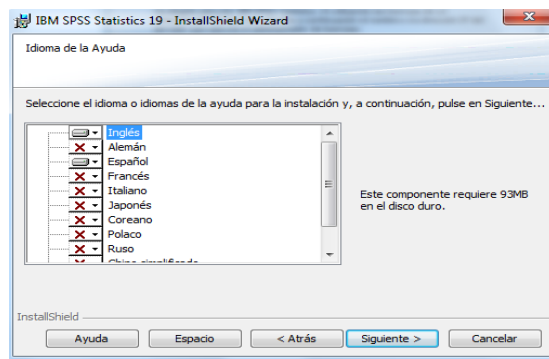 IBM SPSS Statistics 19 - InstallShield Wizard
Idioma de la Ayuda
Seleccione el idioma o idiomas de la ayuda para la instalación y, a continuación, pulse en Siguiente...
Inglés
Alemán
Español
Francés
Italiano
Japonés
Coreano
Polaco
Ruso
Chino simplificado
Este componente requiere 93MB
en el disco duro.
InstallShield
Ayuda
Espacio
< Atrás
Siguiente >
Cancelar